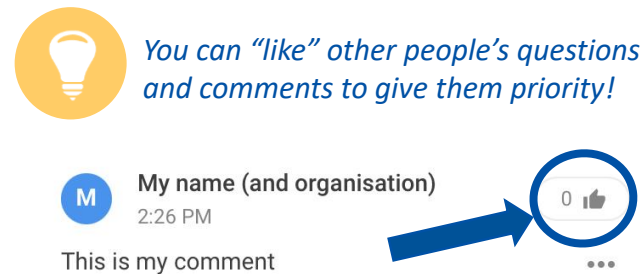 You can “like” other people’s questions
and comments to give them priority!
M
My name (and organisation)
0
2:26 PM
This is my comment